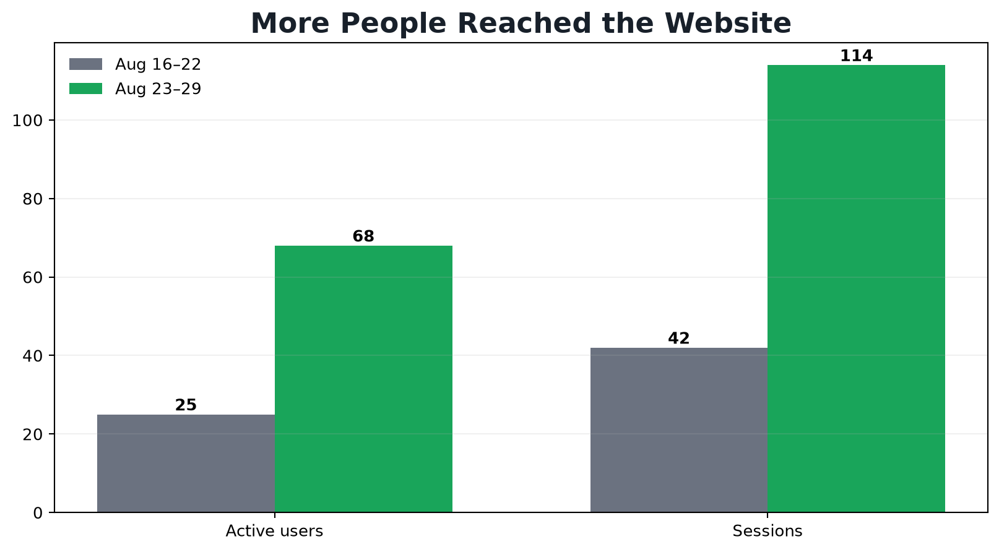 More People Reached the Website
Aug 16–22
Aug 23–29
114
100
80
68
60
42
40
25
20
0
Active users
Sessions